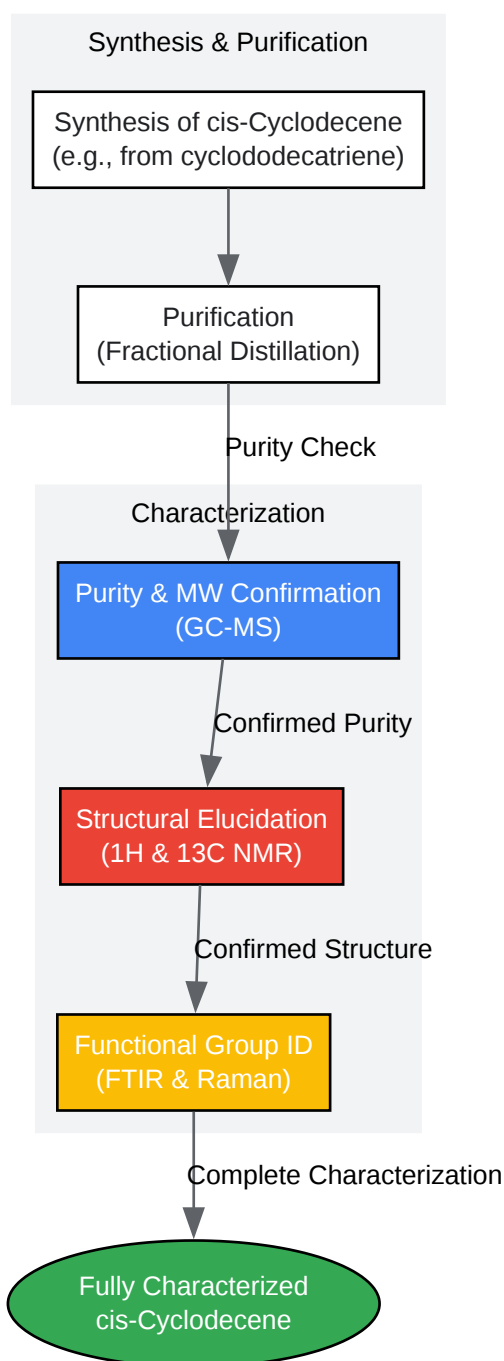 Synthesis & Purification
Synthesis of cis-Cyclodecene
(e.g., from cyclododecatriene)
Purification
(Fractional Distillation)
Purity Check
Characterization
Purity & MW Confirmation
(GC-MS)
Confirmed Purity
Structural Elucidation
(1H & 13C NMR)
Confirmed Structure
Functional Group ID
(FTIR & Raman)
Complete Characterization
Fully Characterized
cis-Cyclodecene